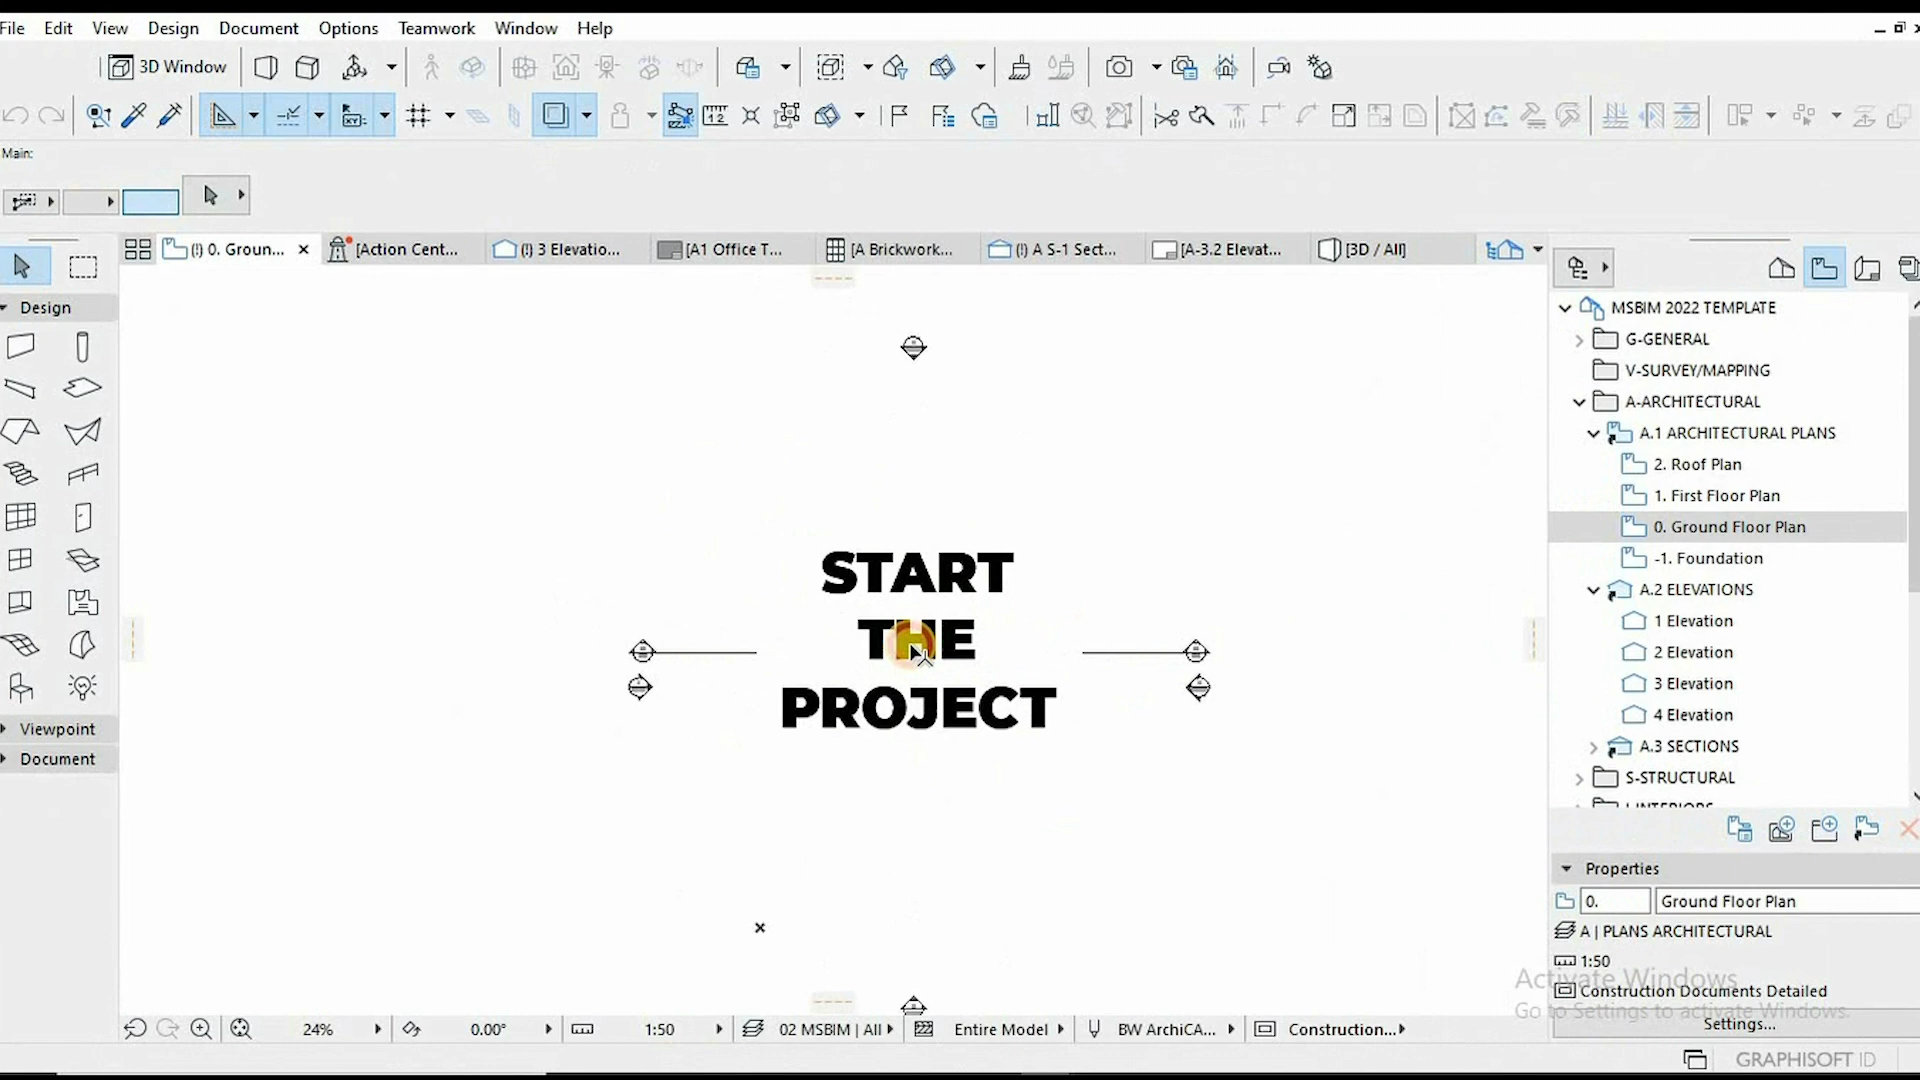 File Edit View Design Document Options Teamwork Window Help
3D Window
Main:
(!) 0. Groun... [Action Cent... (!) 3 Elevatio... [A1 Office T... [A Brickwork... (!) A S-1 Sect... [A-3.2 Elevat... [3D / All]
Design
Viewpoint
Document
START
THE
PROJECT
MSBIM 2022 TEMPLATE
G-GENERAL
V-SURVEY/MAPPING
A-ARCHITECTURAL
A.1 ARCHITECTURAL PLANS
2. Roof Plan
1. First Floor Plan
0. Ground Floor Plan
-1. Foundation
A.2 ELEVATIONS
1 Elevation
2 Elevation
3 Elevation
4 Elevation
A.3 SECTIONS
S-STRUCTURAL
Properties
0. Ground Floor Plan
A | PLANS ARCHITECTURAL
1:50
Activate Windows
Construction Documents Detailed
Go to Settings to activate Windows.
Settings...
24% 0.00° 1:50 02 MSBIM | All Entire Model BW ArchiCA... Construction...
GRAPHISOFT ID